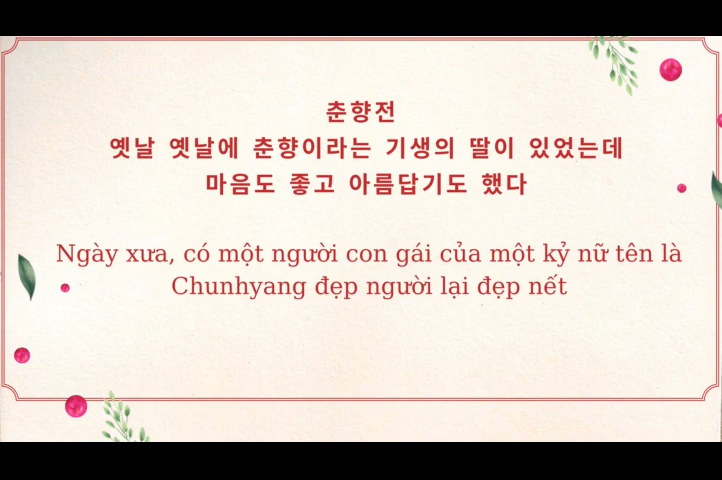 춘향전
옛날 옛날에 춘향이라는 기생의 딸이 있었는데
마음도 좋고 아름답기도 했다
Ngày xưa, có một người con gái của một kỷ nữ tên là
Chunhyang đẹp người lại đẹp nết